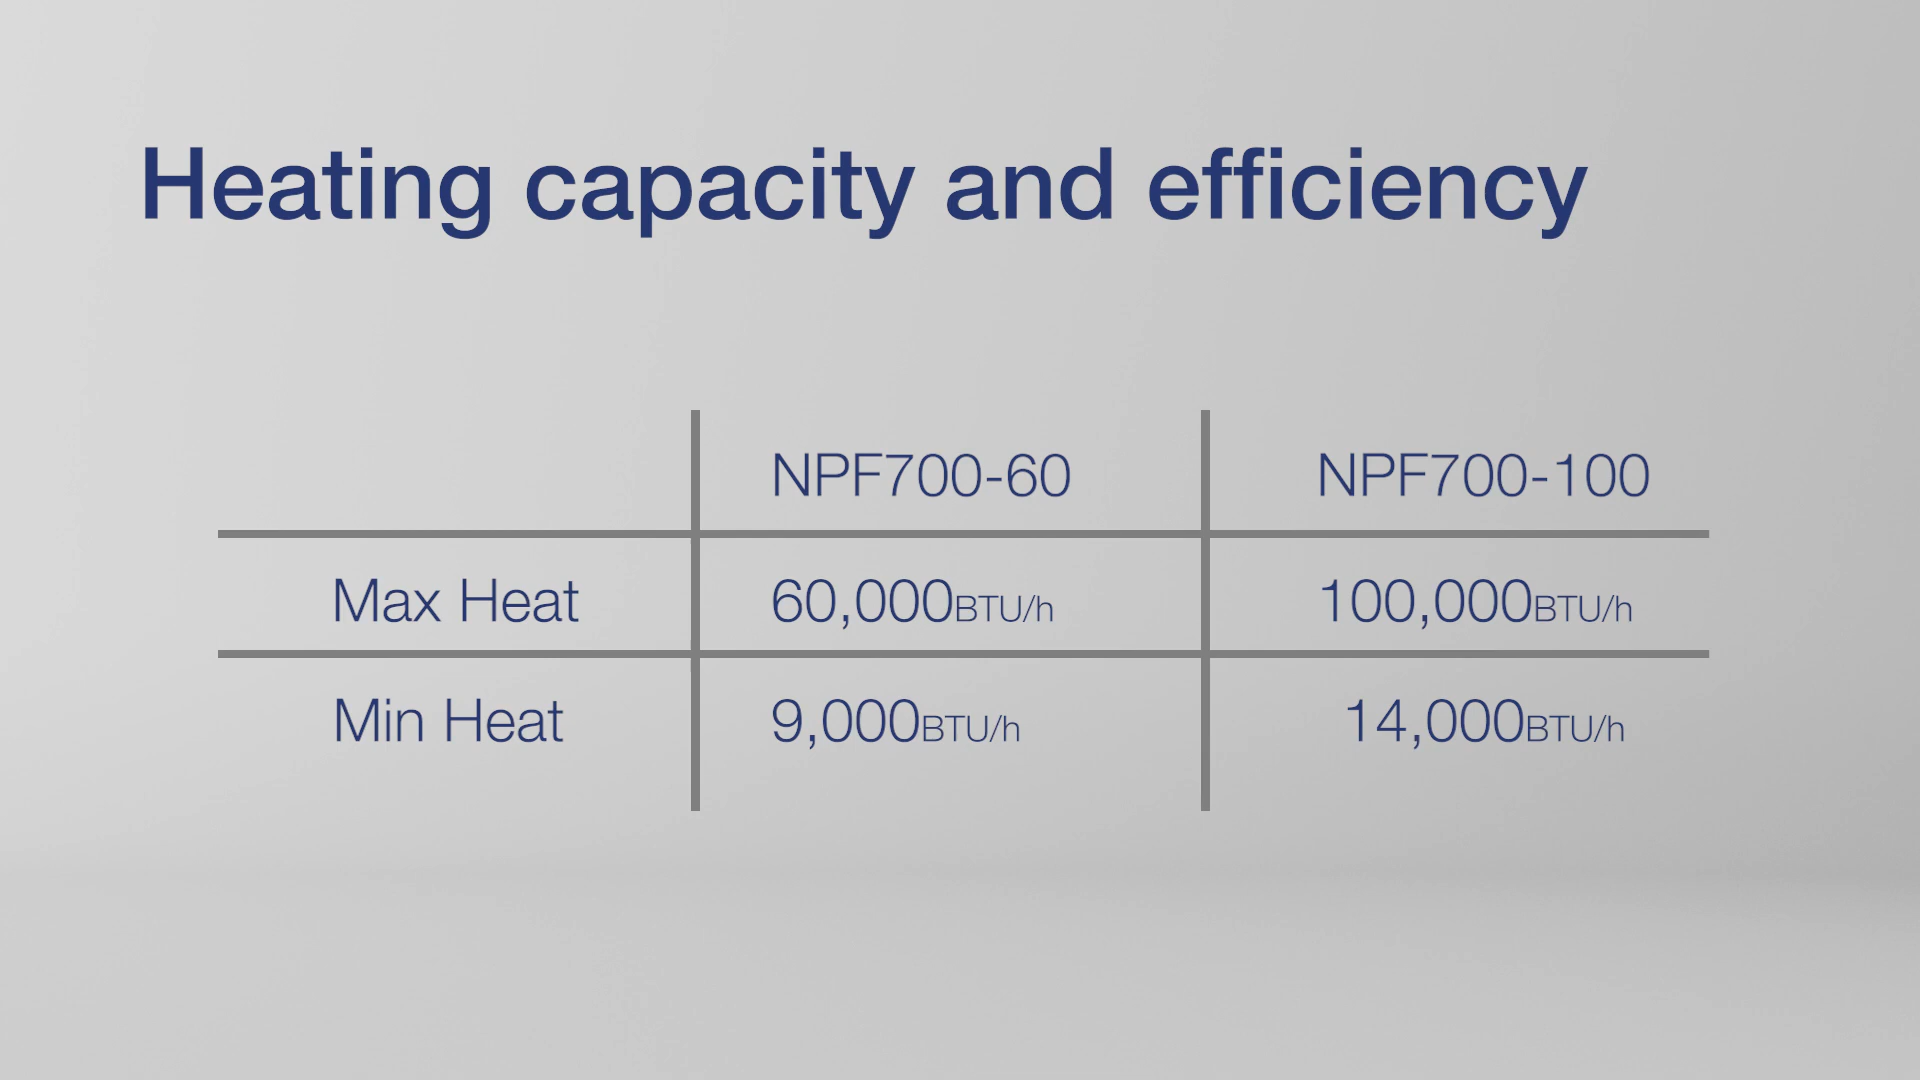 Heating capacity and efficiency
NPF700-60 NPF700-100
Max Heat 60,000BTU/h 100,000BTU/h
Min Heat 9,000BTU/h 14,000BTU/h